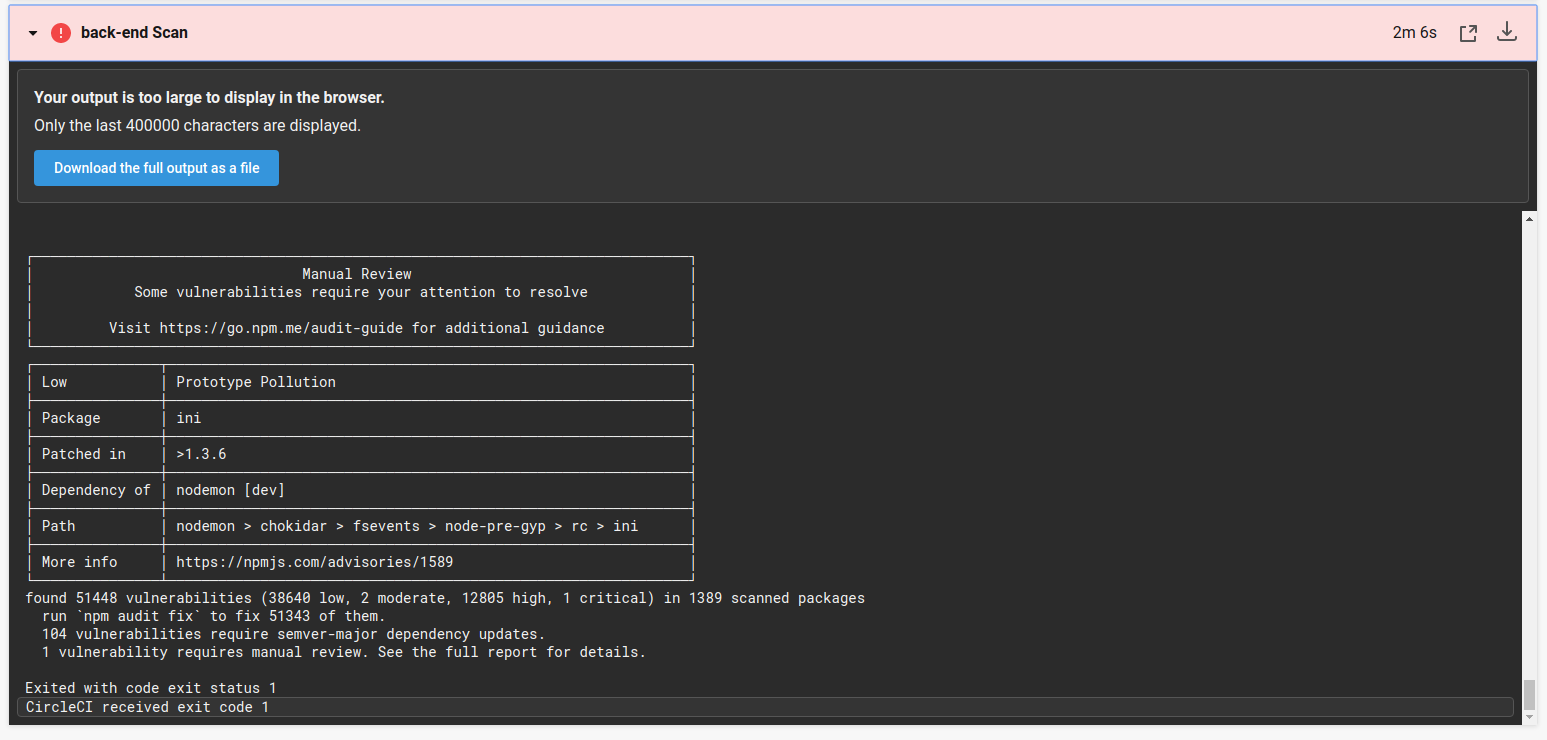 back-end Scan
2m 6s
Your output is too large to display in the browser.
Only the last 400000 characters are displayed.
Download the full output as a file
Manual Review
Some vulnerabilities require your attention to resolve
Visit https://go.npm.me/audit-guide for additional guidance
Low Prototype Pollution
Package ini
Patched in >1.3.6
Dependency of nodemon [dev]
Path nodemon > chokidar > fsevents > node-pre-gyp > rc > ini
More info https://npmjs.com/advisories/1589
found 51448 vulnerabilities (38640 low, 2 moderate, 12805 high, 1 critical) in 1389 scanned packages
run `npm audit fix` to fix 51343 of them.
104 vulnerabilities require semver-major dependency updates.
1 vulnerability requires manual review. See the full report for details.
Exited with code exit status 1
CircleCI received exit code 1